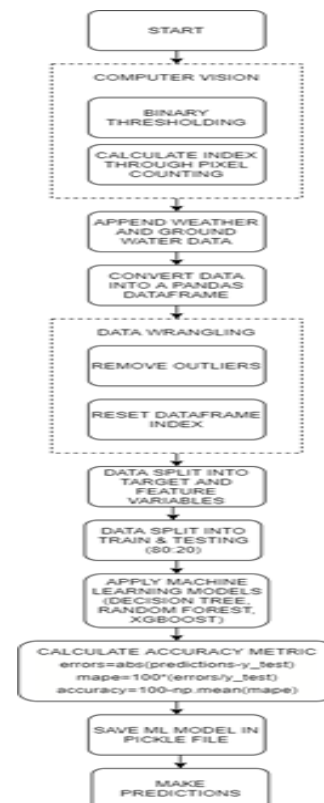 START
COMPUTER VISION
BINARY
THRESHOLDING
CALCULATE INDEX
THROUGH PIXEL
COUNTING
APPEND WEATHER
AND GROUND
WATER DATA
CONVERT DATA
INTO A PANDAS
DATAFRAME
DATA WRANGLING
REMOVE OUTLIERS
RESET DATAFRAME
INDEX
DATA SPLIT INTO
TARGET AND
FEATURE
VARIABLES
DATA SPLIT INTO
TRAIN & TESTING
(80:20)
APPLY MACHINE
LEARNING MODELS
(DECISION TREE,
RANDOM FOREST,
XGBOOST)
CALCULATE ACCURACY METRIC
errors=abs(predictions-y_test)
mape=100*(errors/y_test)
accuracy=100-np.mean(mape)
SAVE ML MODEL IN
PICKLE FILE
MAKE
PREDICTIONS